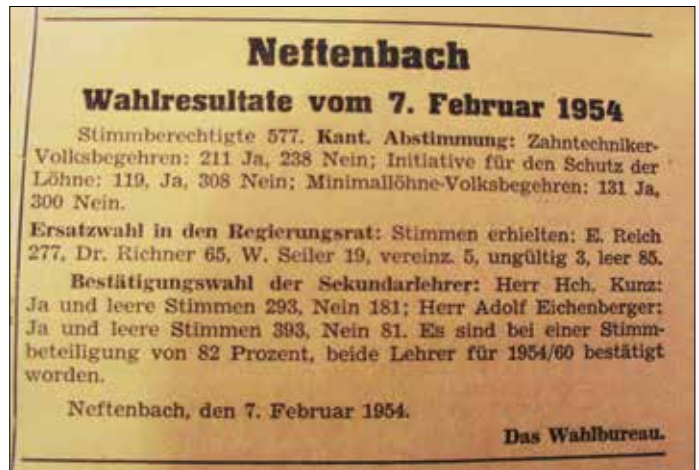 Neftenbach
Wahlresultate vom 7. Februar 1954
Stimmberechtigte 577. Kant. Abstimmung: Zahntechniker-
Volksbegehren: 211 Ja, 238 Nein; Initiative für den Schutz der
Löhne: 119, Ja, 308 Nein; Minimallöhne-Volksbegehren: 131 Ja,
300 Nein.
Ersatzwahl in den Regierungsrat: Stimmen erhielten: E. Reich
277, Dr. Richner 65, W. Seiler 19, vereinz. 5, ungültig 3, leer 85.
Bestätigungswahl der Sekundarlehrer: Herr Hch. Kunz:
Ja und leere Stimmen 293, Nein 181; Herr Adolf Eichenberger:
Ja und leere Stimmen 393, Nein 81. Es sind bei einer Stimm-
beteiligung von 82 Prozent, beide Lehrer für 1954/60 bestätigt
worden.
Neftenbach, den 7. Februar 1954.
Das Wahlbureau.